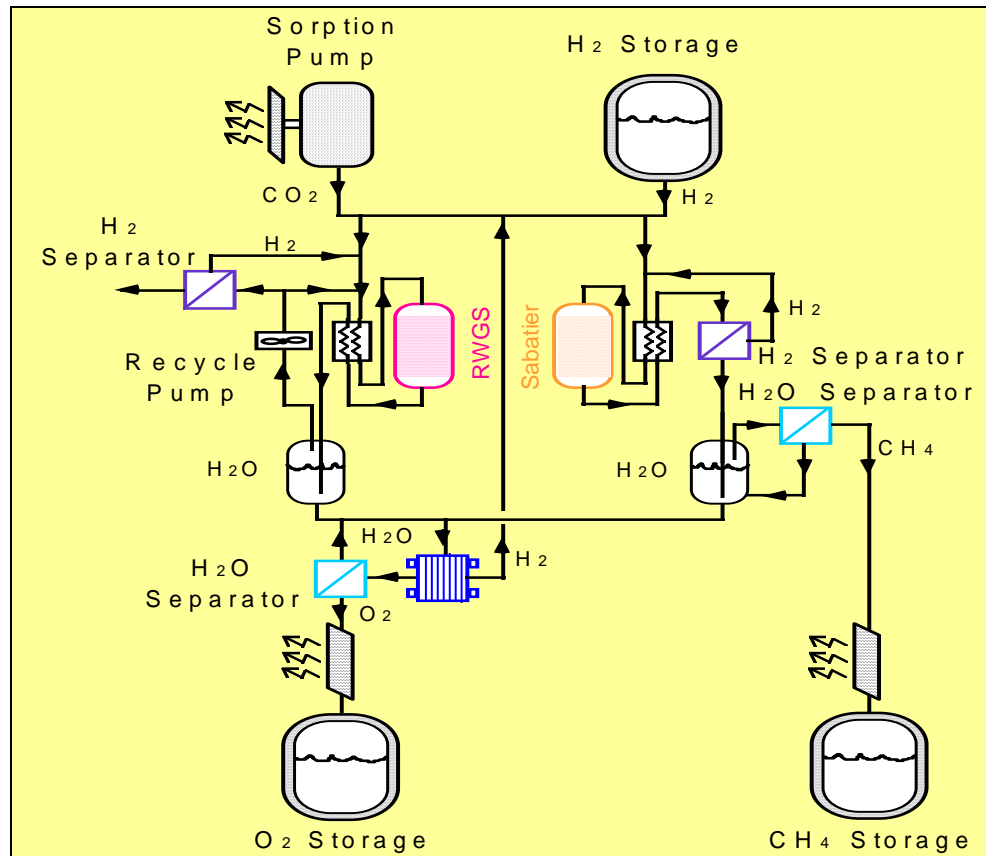 Sorption
Pump
H2 Storage
CO2
H2
H2
Separator
H2
RWGS
Sabatier
H2
H2 Separator
Recycle
Pump
H2O Separator
CH4
H2O
H2O
H2O
H2
H2O
Separator
O2
O2 Storage
CH4 Storage